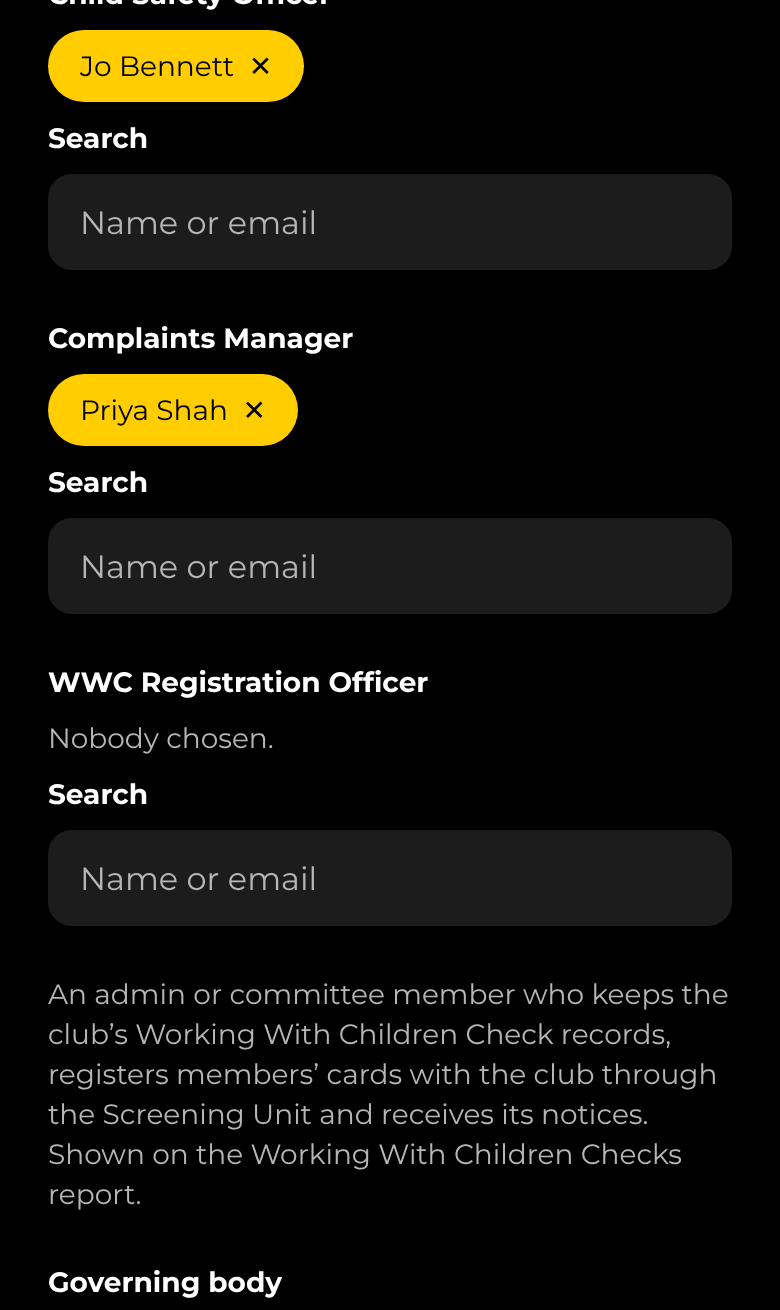 Child Safety Officer
Jo Bennett ×
Search
Name or email
Complaints Manager
Priya Shah ×
Search
Name or email
WWC Registration Officer
Nobody chosen.
Search
Name or email
An admin or committee member who keeps the
club’s Working With Children Check records,
registers members’ cards with the club through
the Screening Unit and receives its notices.
Shown on the Working With Children Checks
report.
Governing body